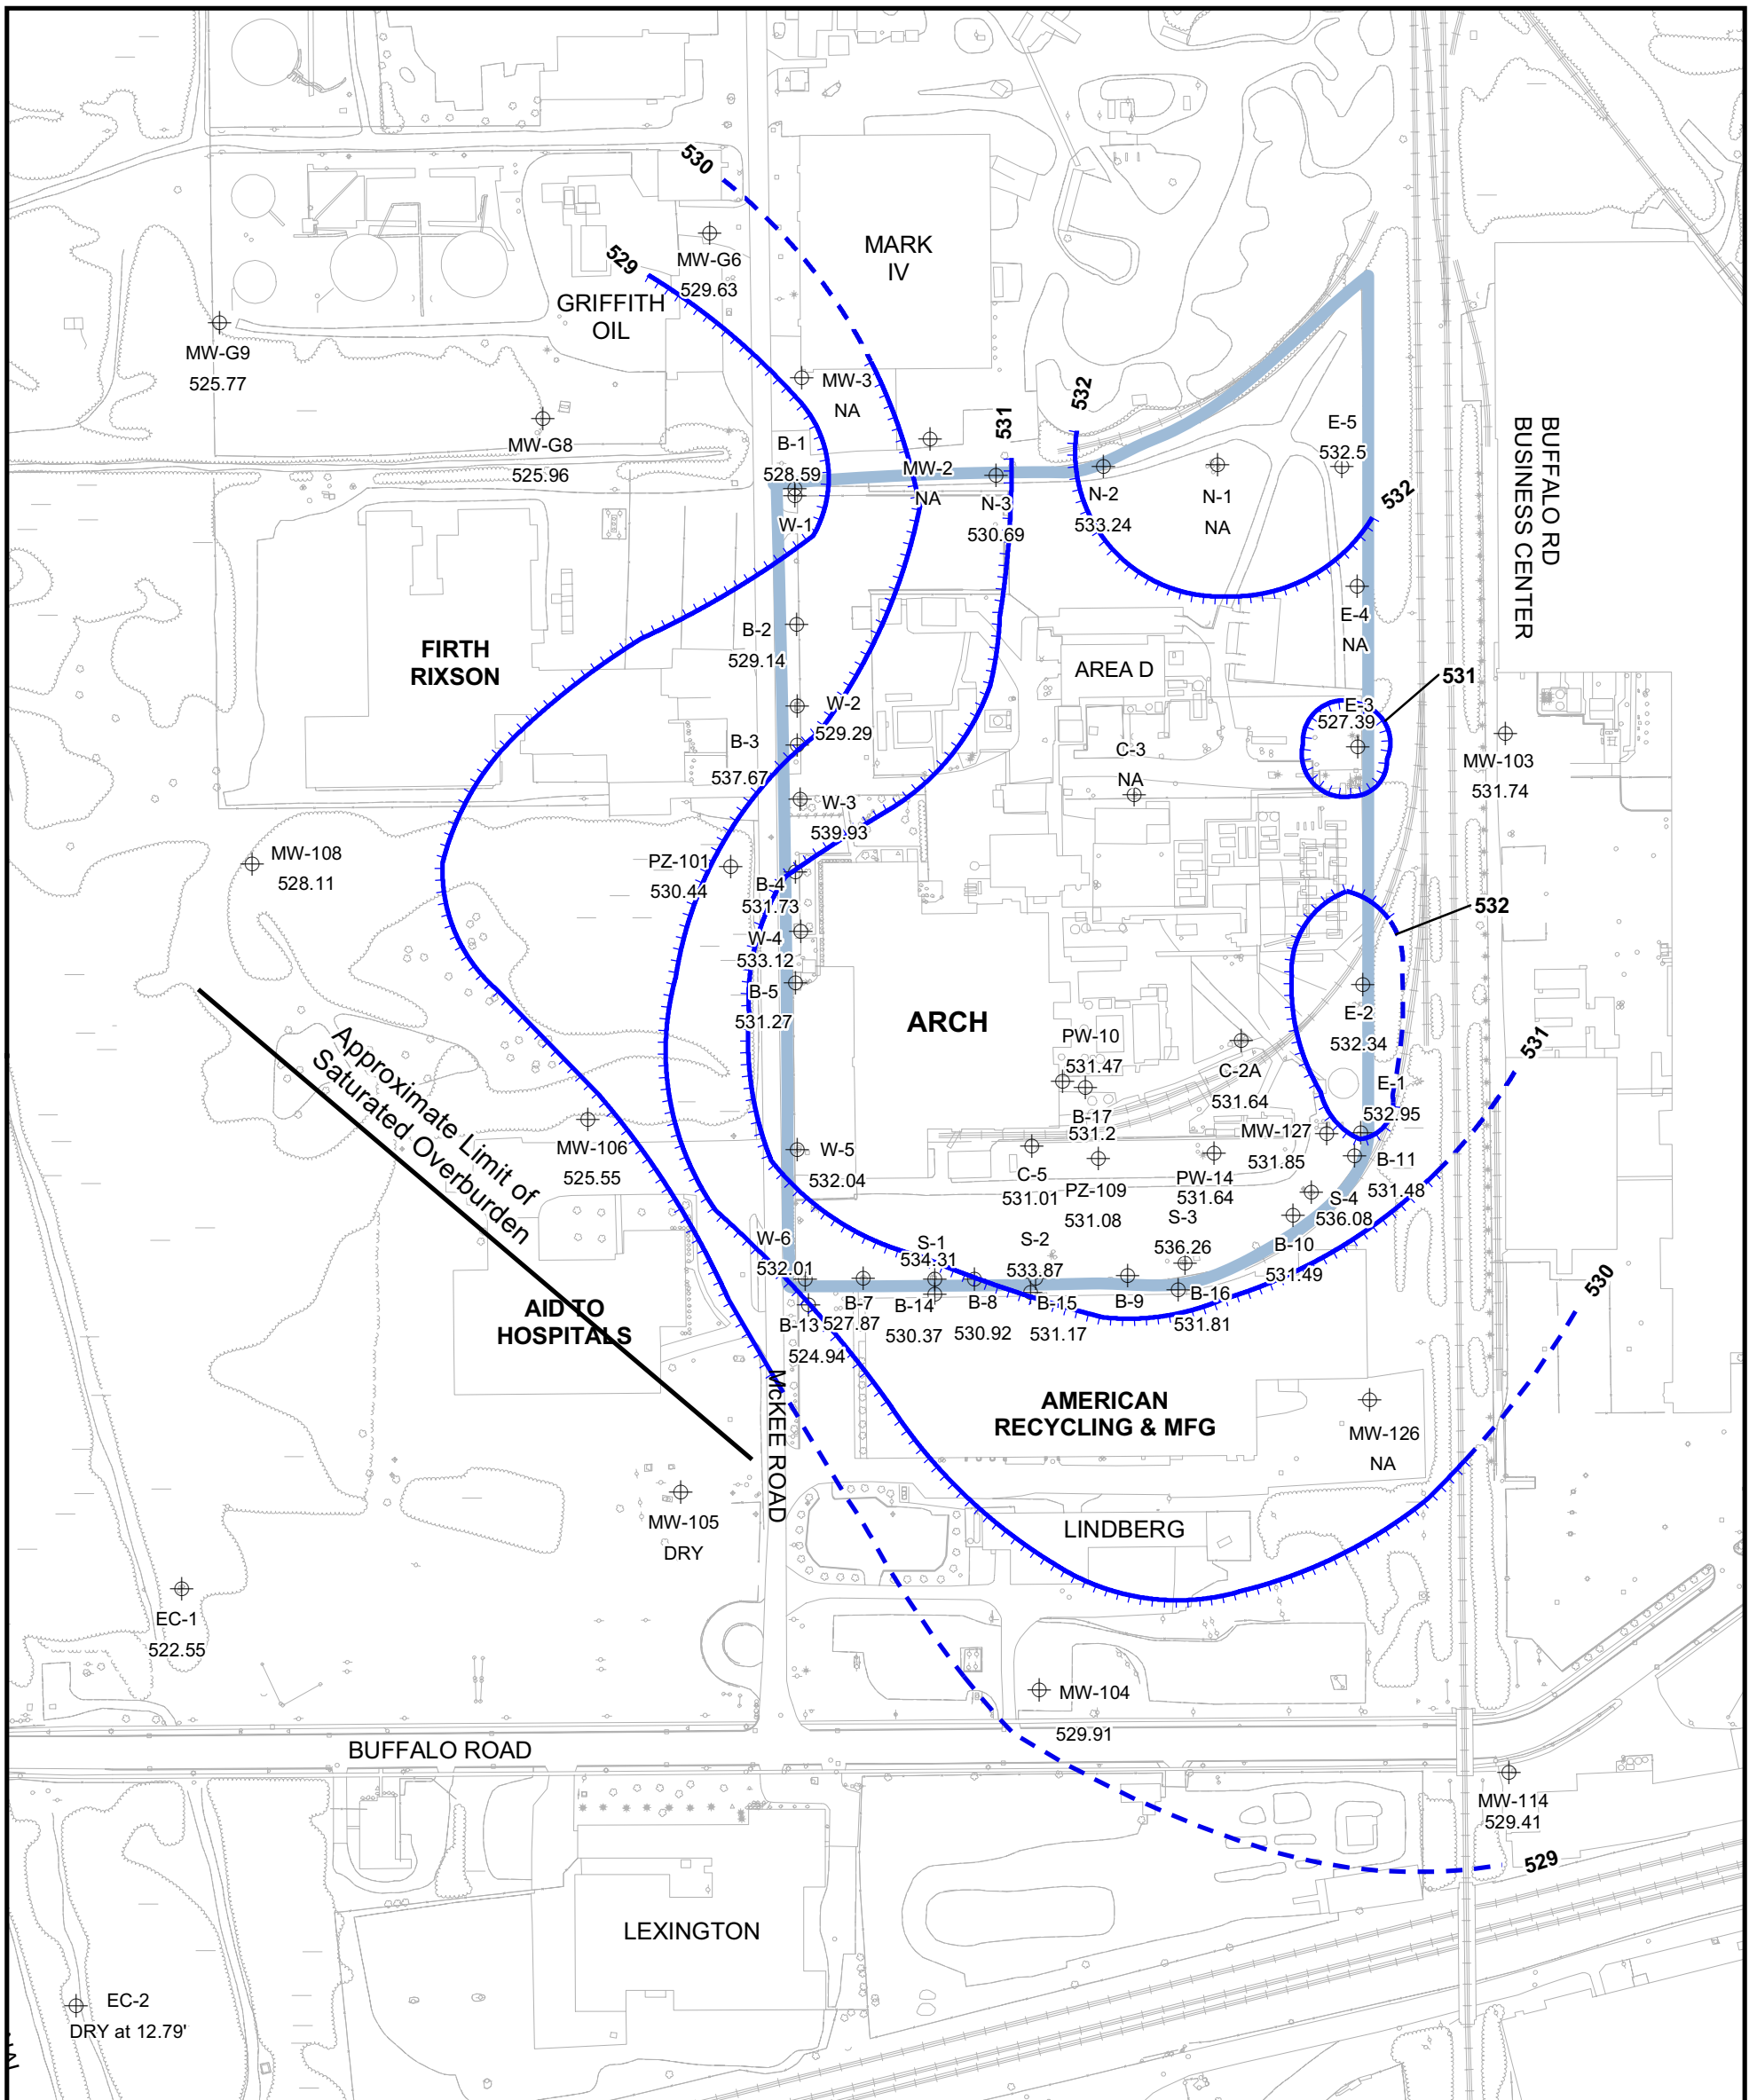 530
MW-G6
529.63
529
GRIFFITH
OIL
MARK
IV
MW-G9
525.77
MW-G8
525.96
MW-3
NA
B-1
528.59
W-1
MW-2
NA
531
N-3
530.69
532
N-2
533.24
N-1
NA
E-5
532.5
532
BUFFALO RD
BUSINESS CENTER
E-4
NA
FIRTH
RIXSON
B-2
529.14
AREA D
531
W-2
529.29
E-3
527.39
B-3
537.67
C-3
NA
MW-103
531.74
W-3
539.93
MW-108
528.11
PZ-101
530.44
B-4
531.73
532
W-4
533.12
B-5
531.27
ARCH
E-2
532.34
PW-10
531.47
531
C-2A
531.64
E-1
532.95
Approximate Limit of
Saturated Overburden
B-17
531.2
MW-127
531.85
MW-106
525.55
W-5
532.04
C-5
531.01
PZ-109
531.08
PW-14
531.64
B-11
531.48
S-4
536.08
S-3
536.26
W-6
532.01
S-1
534.31
S-2
533.87
B-10
531.49
530
AID TO
HOSPITALS
B-13
524.94
B-7
527.87
B-14
530.37
B-8
530.92
B-15
531.17
B-9
B-16
531.81
McKEE ROAD
AMERICAN
RECYCLING & MFG
MW-126
NA
MW-105
DRY
LINDBERG
EC-1
522.55
MW-104
529.91
BUFFALO ROAD
MW-114
529.41
529
LEXINGTON
EC-2
DRY at 12.79'